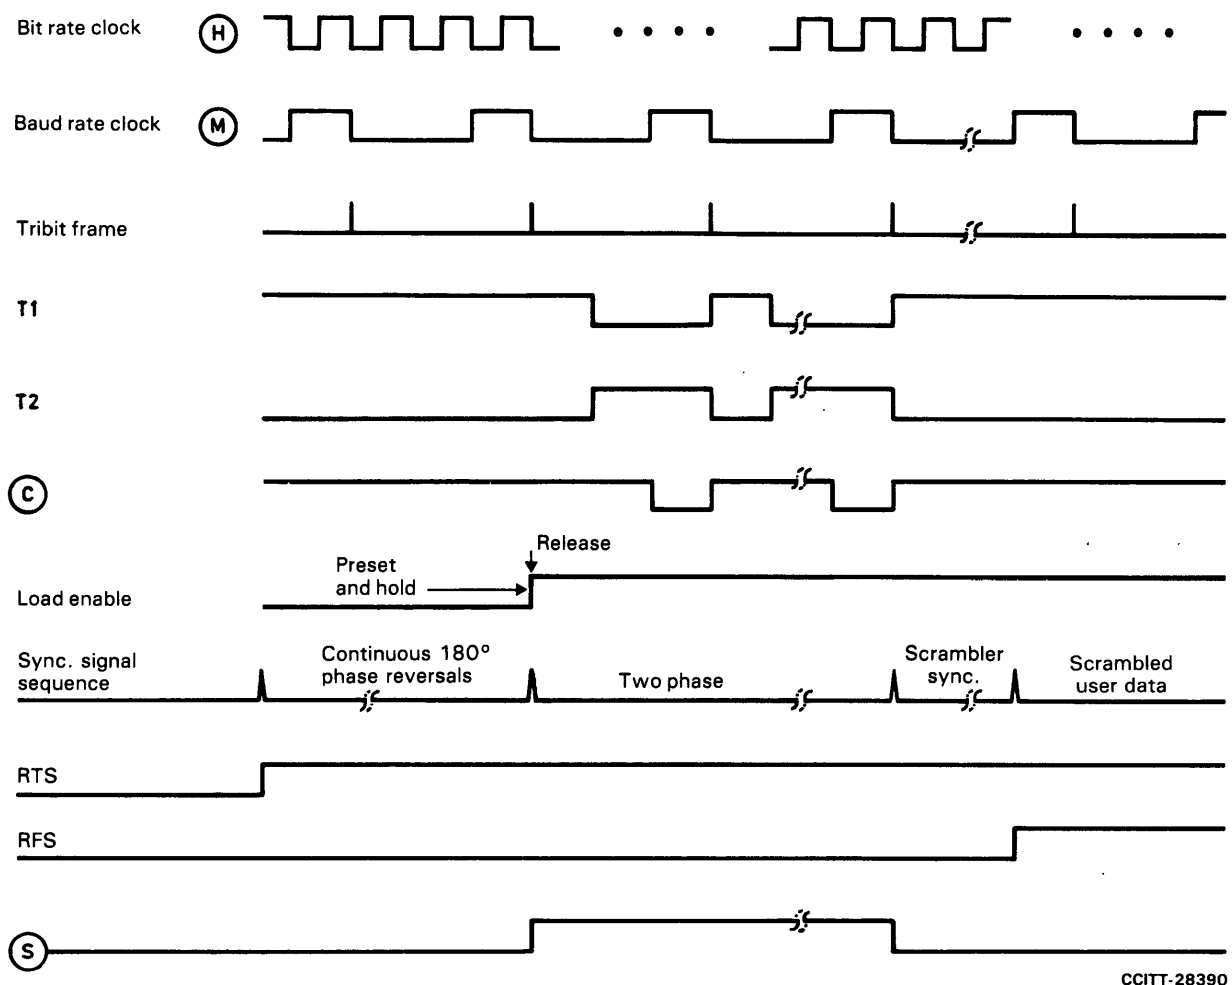 Bit rate clock H
Baud rate clock M
Tribit frame
T1
T2
C
Release
Preset
and hold
Load enable
Sync. signal
sequence
Continuous 180°
phase reversals
Two phase
Scrambler
sync.
Scrambled
user data
RTS
RFS
S
CCITT-28390